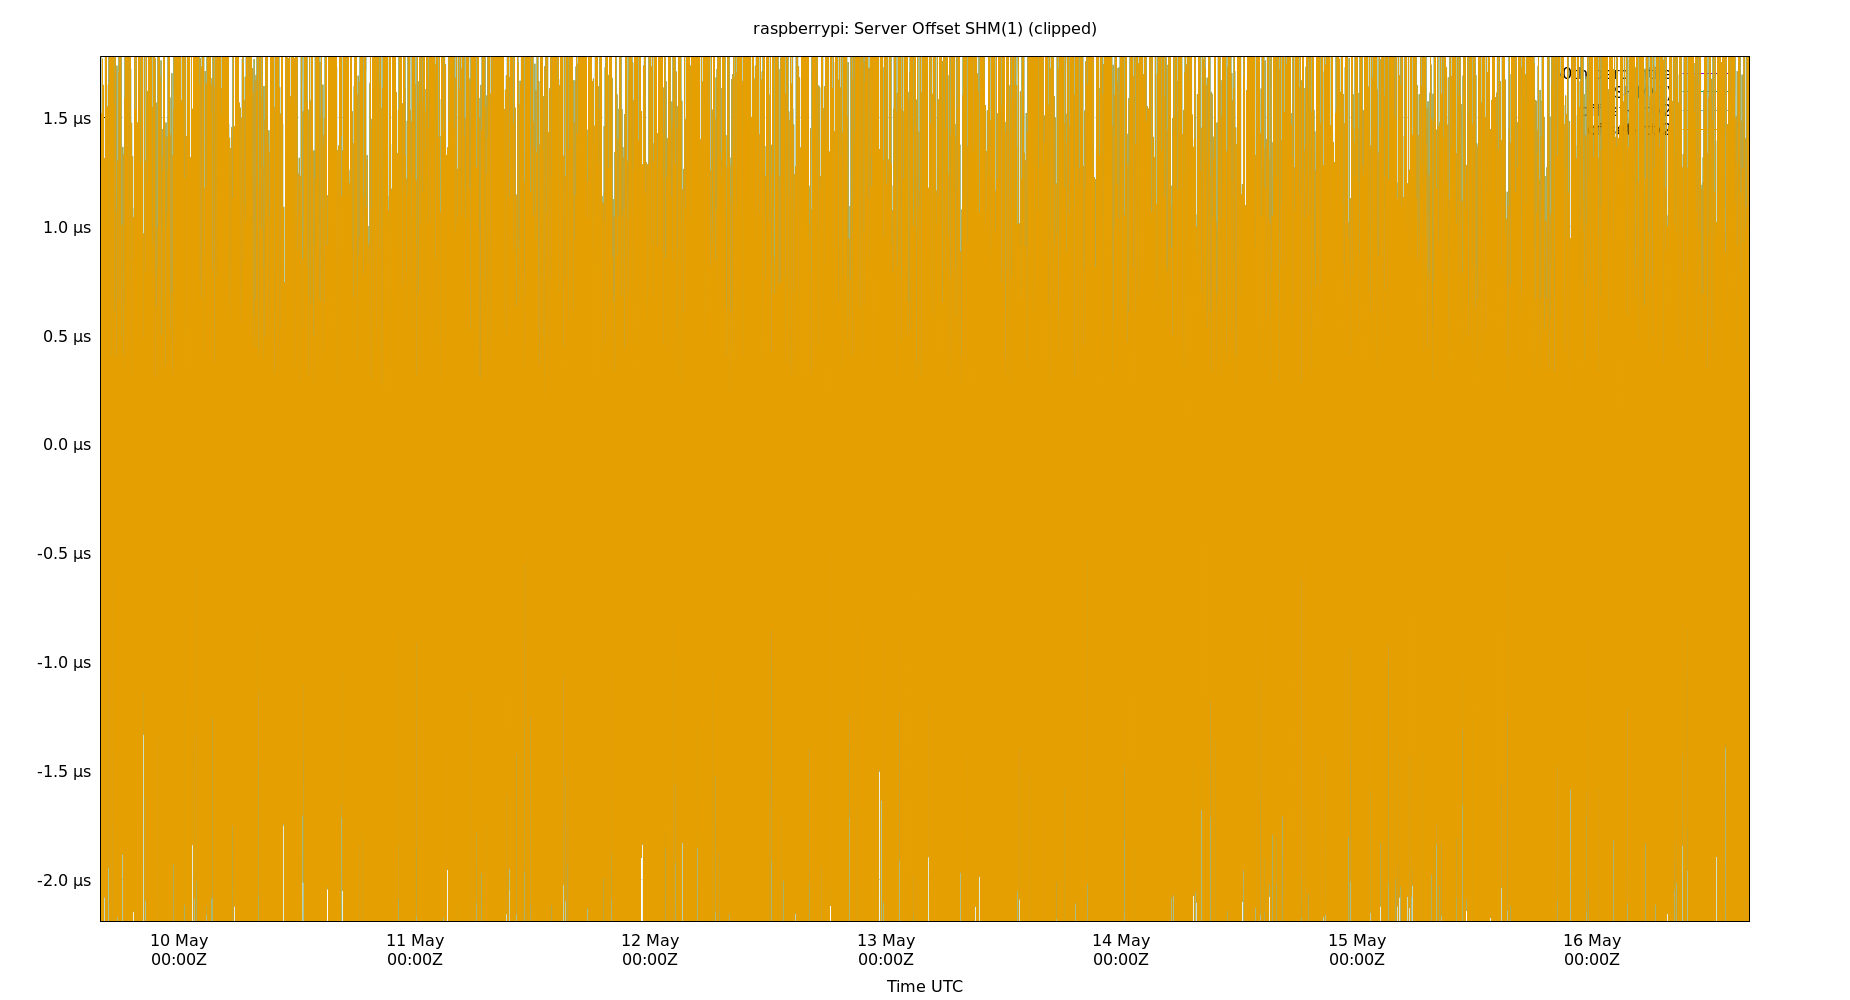 raspberrypi: Server Offset SHM(1) (clipped)
1.5 µs
1.0 µs
0.5 µs
0.0 µs
-0.5 µs
-1.0 µs
-1.5 µs
-2.0 µs
10 May 11 May 12 May 13 May 14 May 15 May 16 May
00:00Z 00:00Z 00:00Z 00:00Z 00:00Z 00:00Z 00:00Z
Time UTC